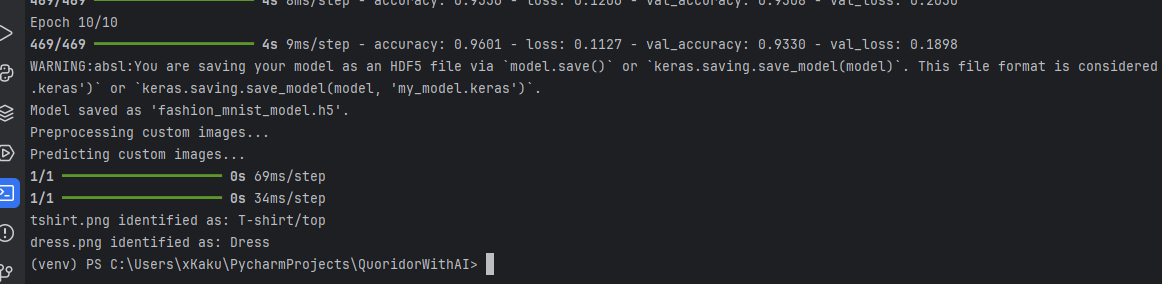 469/469 ━━━━━━━━━━━━━━━━━━━━ 4s 8ms/step - accuracy: 0.9556 - loss: 0.1206 - val_accuracy: 0.9308 - val_loss: 0.2030
Epoch 10/10
469/469 ━━━━━━━━━━━━━━━━━━━━ 4s 9ms/step - accuracy: 0.9601 - loss: 0.1127 - val_accuracy: 0.9330 - val_loss: 0.1898
WARNING:absl:You are saving your model as an HDF5 file via `model.save()` or `keras.saving.save_model(model)`. This file format is considered
.keras')` or `keras.saving.save_model(model, 'my_model.keras')`.
Model saved as 'fashion_mnist_model.h5'.
Preprocessing custom images...
Predicting custom images...
1/1 ━━━━━━━━━━━━━━━━━━━━ 0s 69ms/step
1/1 ━━━━━━━━━━━━━━━━━━━━ 0s 34ms/step
tshirt.png identified as: T-shirt/top
dress.png identified as: Dress
(venv) PS C:\Users\xKaku\PycharmProjects\QuoridorWithAI>